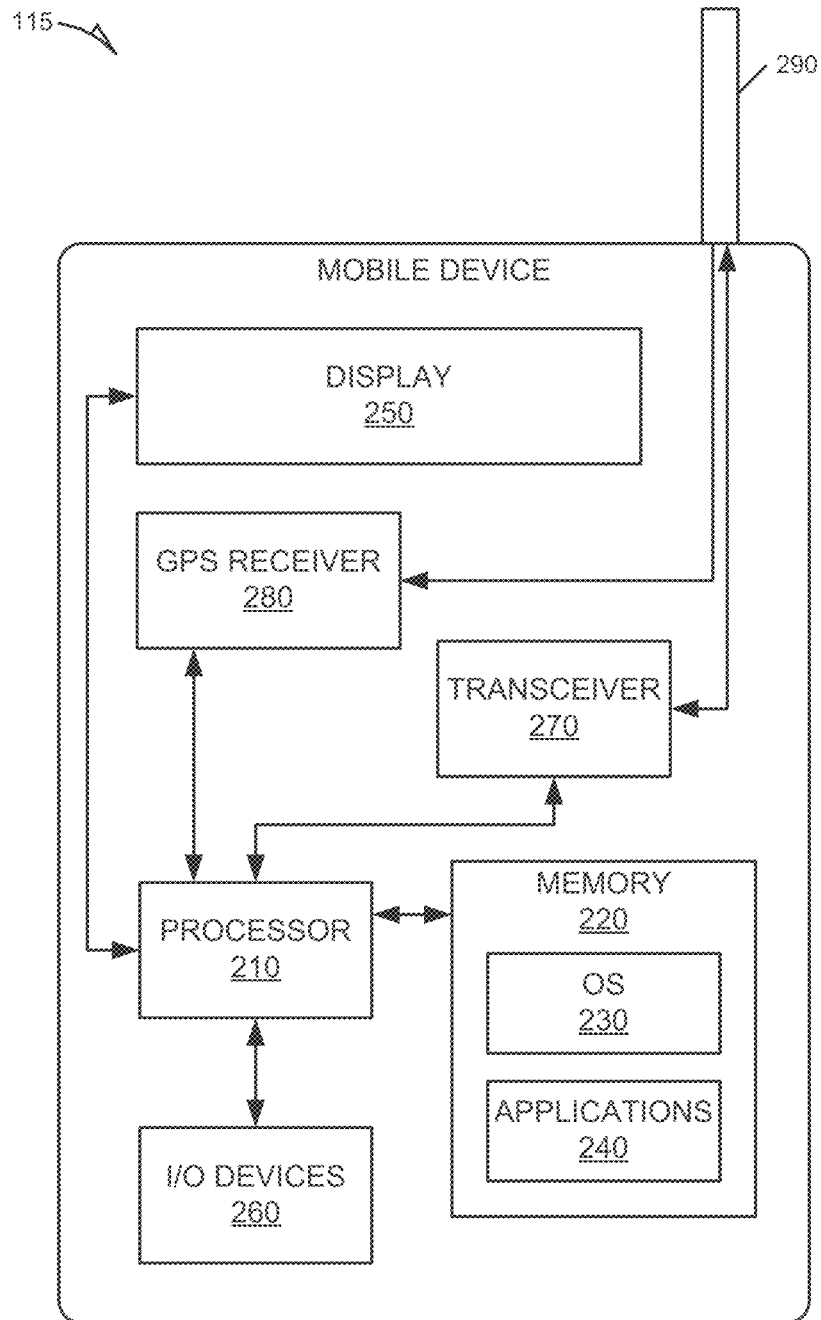 115
290
MOBILE DEVICE
DISPLAY
250
GPS RECEIVER
280
TRANSCEIVER
270
PROCESSOR
210
MEMORY
220
OS
230
APPLICATIONS
240
I/O DEVICES
260